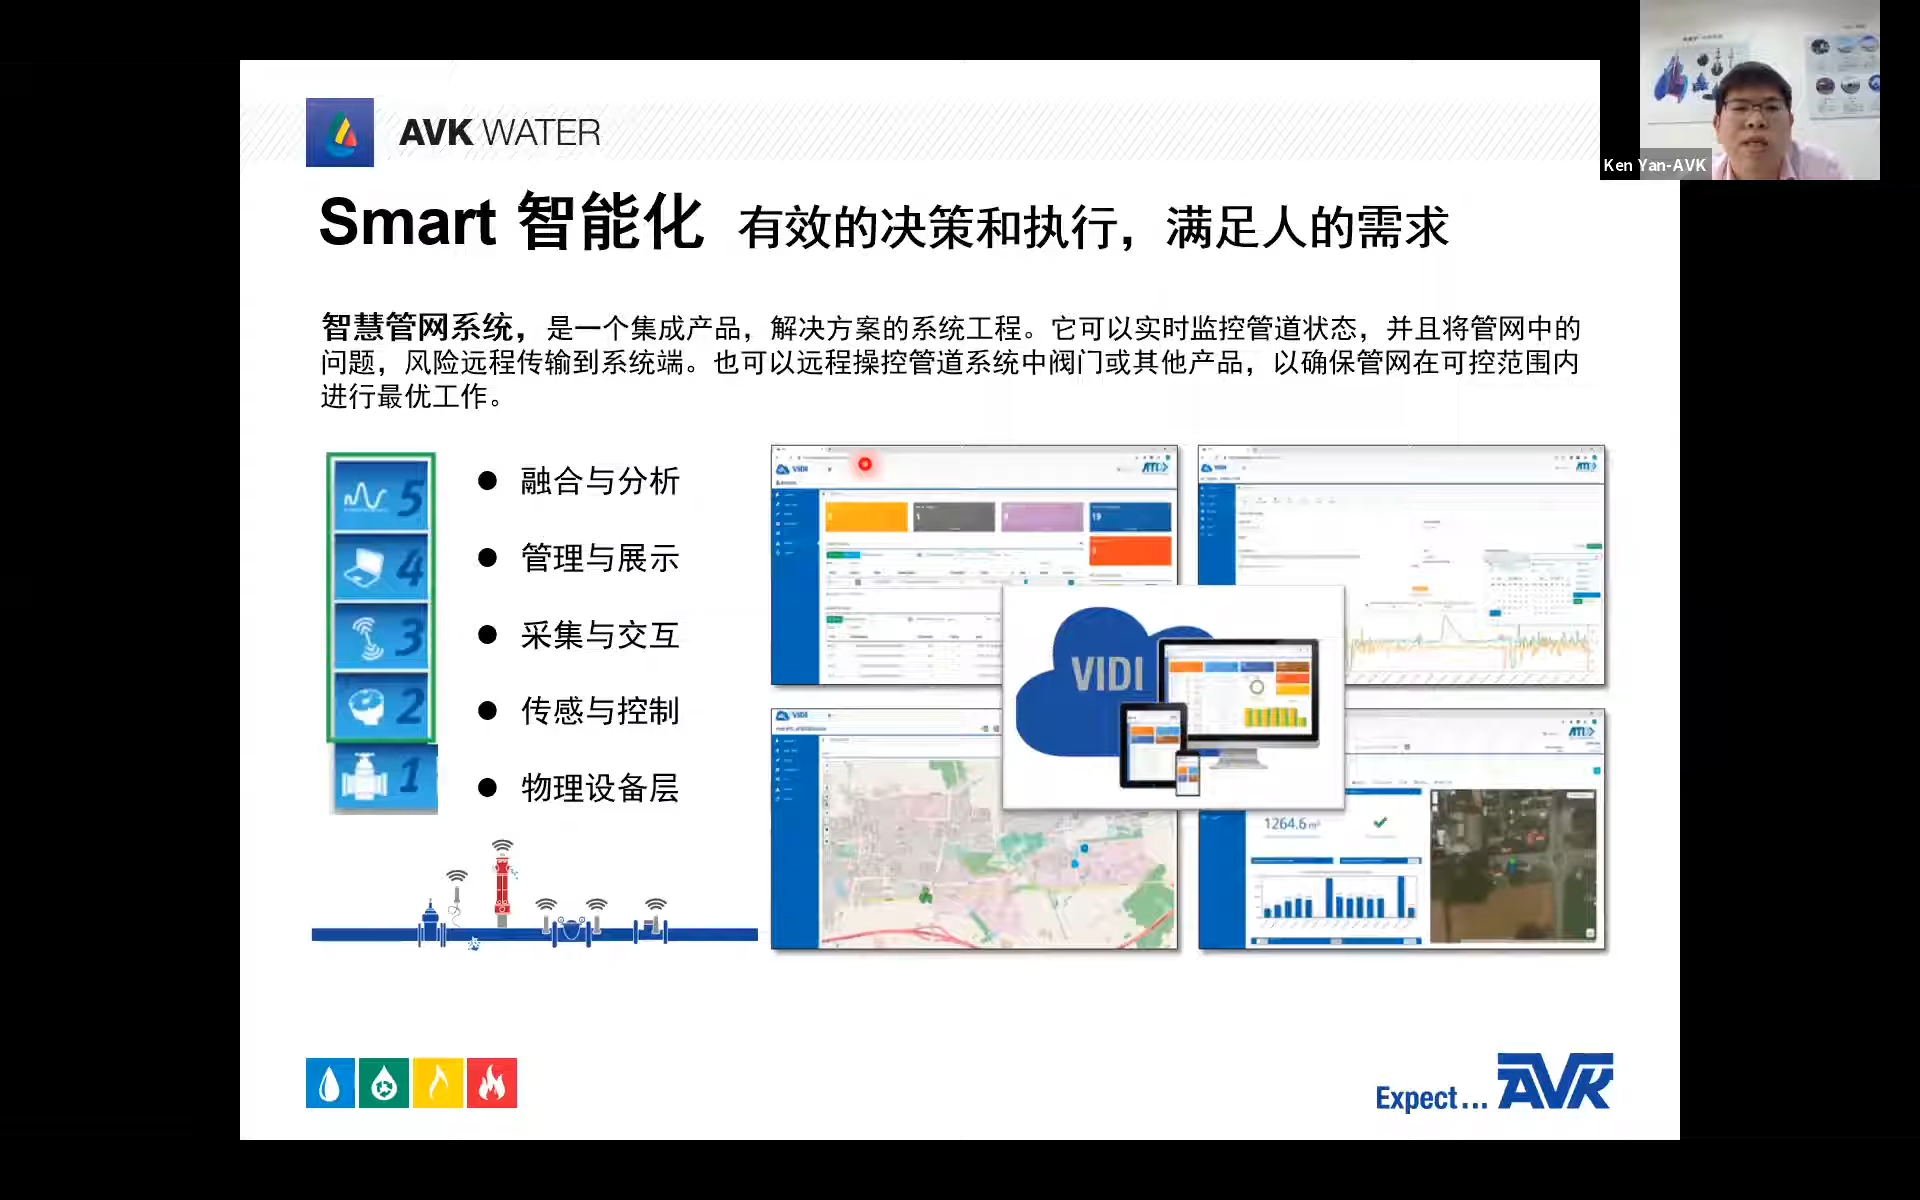 AVK WATER
Ken Yan-AVK
Smart 智能化 有效的决策和执行，满足人的需求
智慧管网系统，是一个集成产品，解决方案的系统工程。它可以实时监控管道状态，并且将管网中的
问题，风险远程传输到系统端。也可以远程操控管道系统中阀门或其他产品，以确保管网在可控范围内
进行最优工作。
5
融合与分析
4
管理与展示
3
采集与交互
2
传感与控制
1
物理设备层
VIDI
VIDI
1
19
VIDI
VIDI
1264.6 m³
Expect... AVK